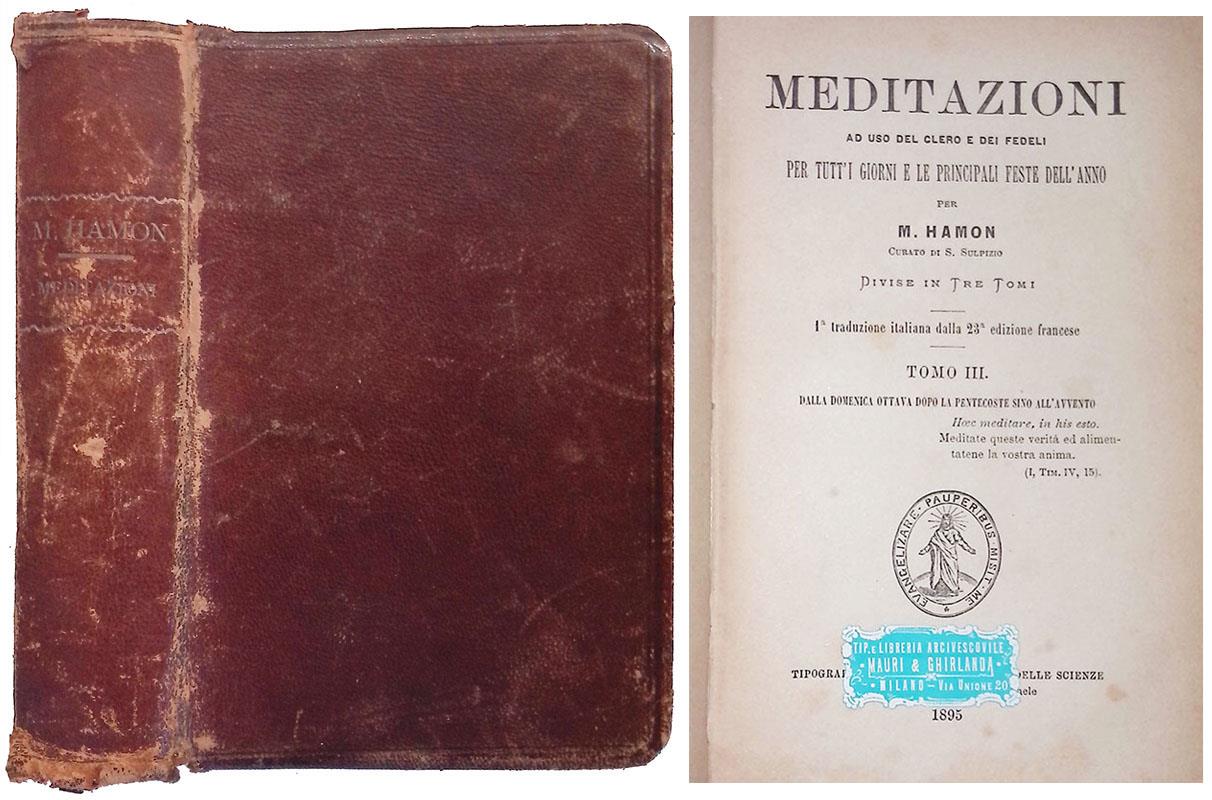 M. HAMON
MEDITAZIONI
MEDITAZIONI
AD USO DEL CLERO E DEI FEDELI
PER TUTT'I GIORNI E LE PRINCIPALI FESTE DELL'ANNO
PER
M. HAMON
CURATO DI S. SULPIZIO
DIVISE IN TRE TOMI
1ª traduzione italiana dalla 23ª edizione francese
TOMO III.
DALLA DOMENICA OTTAVA DOPO LA PENTECOSTE SINO ALL'AVVENTO
Hœc meditare, in his esto.
Meditate queste verità ed alimen-
tatene la vostra anima.
(I, TIM. IV, 15).
EVANGELIZARE · PAUPERIBUS · MISIT · ME
TIP. e LIBRERIA ARCIVESCOVILE
· MAURI & GHIRLANDA ·
· MILANO — VIA UNIONE 20
DELLE SCIENZE
1895